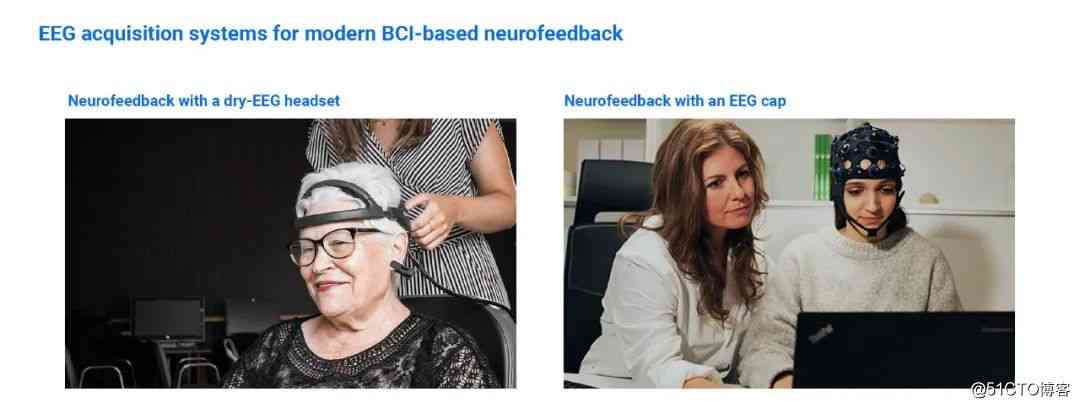 EEG acquisition systems for modern BCI-based neurofeedback
Neurofeedback with a dry-EEG headset
Neurofeedback with an EEG cap
ThinkPad
@51CTO博客